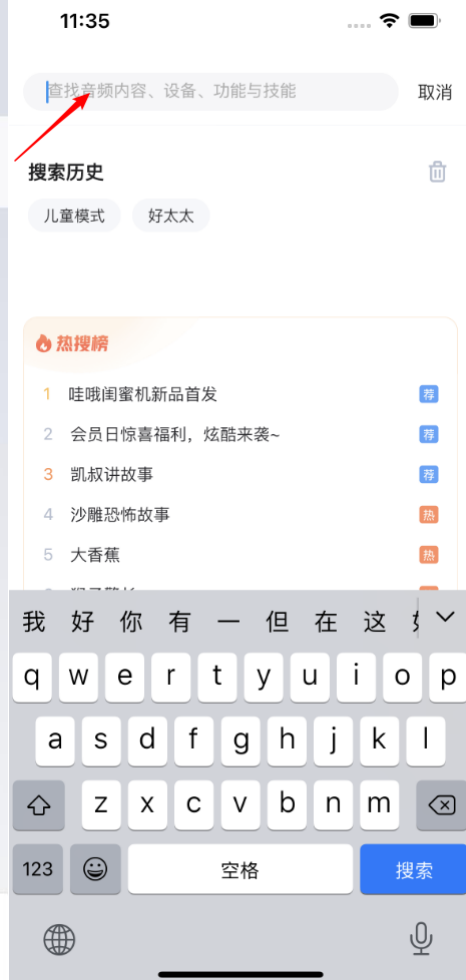 11:35
查找音频内容、设备、功能与技能
取消
搜索历史
儿童模式 好太太
热搜榜
1 哇哦闺蜜机新品首发 荐
2 会员日惊喜福利，炫酷来袭~ 荐
3 凯叔讲故事 荐
4 沙雕恐怖故事 热
5 大香蕉 热
我 好 你 有 一 但 在 这
q w e r t y u i o p
a s d f g h j k l
z x c v b n m
123 空格 搜索